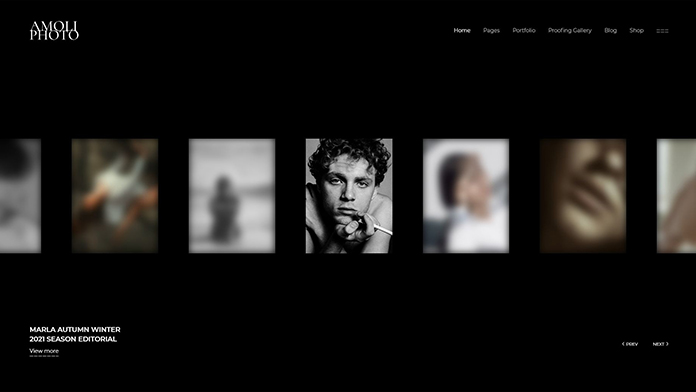 AMOLI
PHOTO
Home Pages Portfolio Proofing Gallery Blog Shop
MARLA AUTUMN WINTER
2021 SEASON EDITORIAL
View more
PREV NEXT